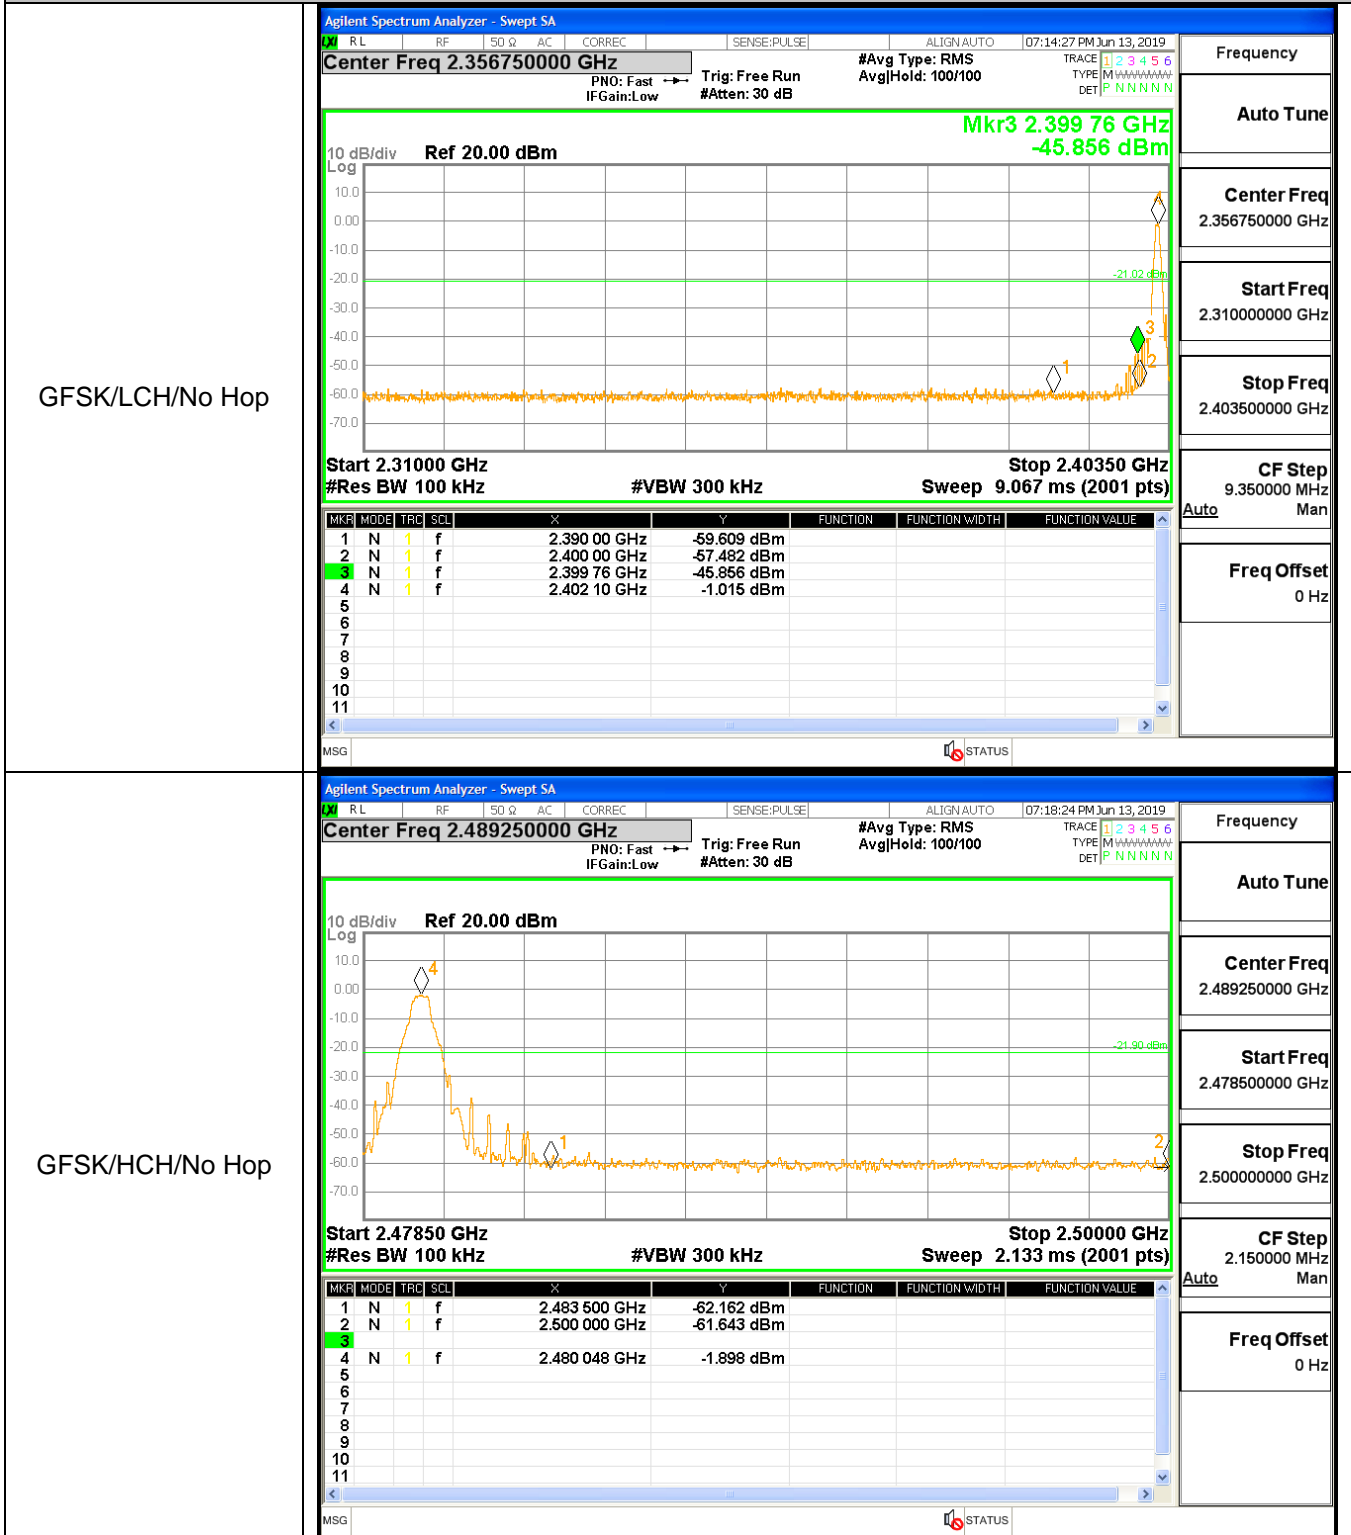 GFSK/LCH/No Hop
Agilent Spectrum Analyzer - Swept SA
LXI RL RF 50 Ω AC CORREC SENSE:PULSE ALIGN AUTO 07:14:27 PM Jun 13, 2019
Center Freq 2.356750000 GHz
PNO: Fast
IFGain:Low
Trig: Free Run
#Atten: 30 dB
#Avg Type: RMS
Avg|Hold: 100/100
TRACE 1 2 3 4 5 6
TYPE M
DET P N N N N N
Mkr3 2.399 76 GHz
-45.856 dBm
10 dB/div Ref 20.00 dBm
Log
10.0
0.00
-10.0
-20.0
-30.0
-40.0
-50.0
-60.0
-70.0
-21.02 dBm
4
3
2
1
Start 2.31000 GHz Stop 2.40350 GHz
#Res BW 100 kHz #VBW 300 kHz Sweep 9.067 ms (2001 pts)
MKR MODE TRC SCL X Y FUNCTION FUNCTION WIDTH FUNCTION VALUE
1 N 1 f 2.390 00 GHz -59.609 dBm
2 N 1 f 2.400 00 GHz -57.482 dBm
3 N 1 f 2.399 76 GHz -45.856 dBm
4 N 1 f 2.402 10 GHz -1.015 dBm
5
6
7
8
9
10
11
MSG STATUS
Frequency
Auto Tune
Center Freq
2.356750000 GHz
Start Freq
2.310000000 GHz
Stop Freq
2.403500000 GHz
CF Step
9.350000 MHz
Auto Man
Freq Offset
0 Hz
GFSK/HCH/No Hop
Agilent Spectrum Analyzer - Swept SA
LXI RL RF 50 Ω AC CORREC SENSE:PULSE ALIGN AUTO 07:18:24 PM Jun 13, 2019
Center Freq 2.489250000 GHz
PNO: Fast
IFGain:Low
Trig: Free Run
#Atten: 30 dB
#Avg Type: RMS
Avg|Hold: 100/100
TRACE 1 2 3 4 5 6
TYPE M
DET P N N N N N
10 dB/div Ref 20.00 dBm
Log
10.0
0.00
-10.0
-20.0
-30.0
-40.0
-50.0
-60.0
-70.0
-21.90 dBm
4
1
2
Start 2.47850 GHz Stop 2.50000 GHz
#Res BW 100 kHz #VBW 300 kHz Sweep 2.133 ms (2001 pts)
MKR MODE TRC SCL X Y FUNCTION FUNCTION WIDTH FUNCTION VALUE
1 N 1 f 2.483 500 GHz -62.162 dBm
2 N 1 f 2.500 000 GHz -61.643 dBm
3
4 N 1 f 2.480 048 GHz -1.898 dBm
5
6
7
8
9
10
11
MSG STATUS
Frequency
Auto Tune
Center Freq
2.489250000 GHz
Start Freq
2.478500000 GHz
Stop Freq
2.500000000 GHz
CF Step
2.150000 MHz
Auto Man
Freq Offset
0 Hz